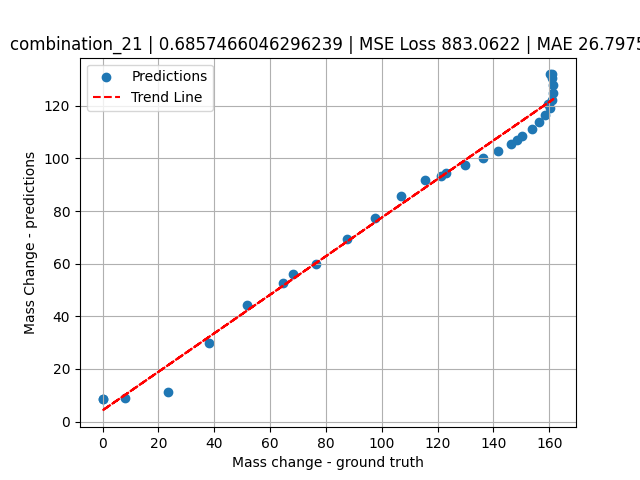 combination_21 | 0.6857466046296239 | MSE Loss 883.0622 | MAE 26.7975
Predictions
Trend Line
120
100
80
60
40
20
0
Mass Change - predictions
0 20 40 60 80 100 120 140 160
Mass change - ground truth